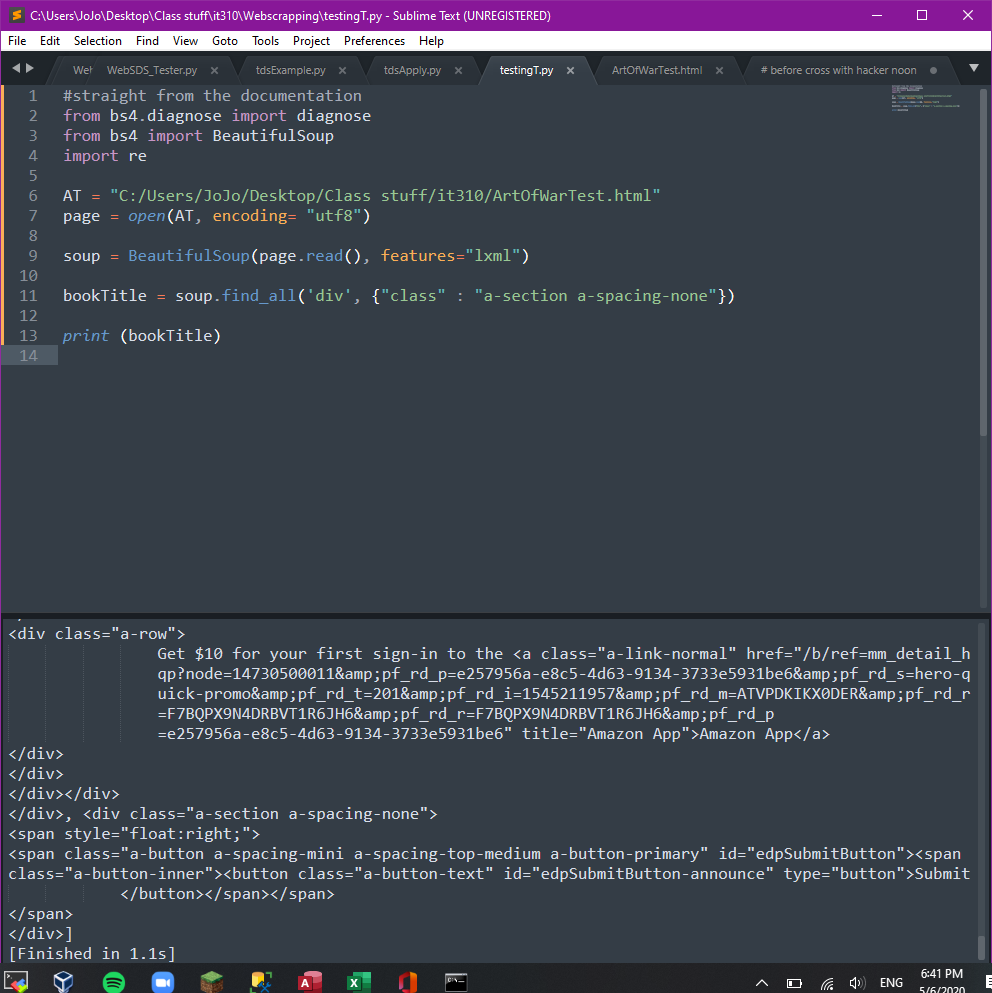 C:\Users\JoJo\Desktop\Class stuff\it310\Webscrapping\testingT.py - Sublime Text (UNREGISTERED)
File Edit Selection Find View Goto Tools Project Preferences Help
WebSDS_Tester.py tdsExample.py tdsApply.py testingT.py ArtOfWarTest.html # before cross with hacker noon
1 #straight from the documentation
2 from bs4.diagnose import diagnose
3 from bs4 import BeautifulSoup
4 import re
5
6 AT = "C:/Users/JoJo/Desktop/Class stuff/it310/ArtOfWarTest.html"
7 page = open(AT, encoding= "utf8")
8
9 soup = BeautifulSoup(page.read(), features="lxml")
10
11 bookTitle = soup.find_all('div', {"class" : "a-section a-spacing-none"})
12
13 print (bookTitle)
14
<div class="a-row">
Get $10 for your first sign-in to the <a class="a-link-normal" href="/b/ref=mm_detail_h
qp?node=14730500011&amp;pf_rd_p=e257956a-e8c5-4d63-9134-3733e5931be6&amp;pf_rd_s=hero-q
uick-promo&amp;pf_rd_t=201&amp;pf_rd_i=1545211957&amp;pf_rd_m=ATVPDKIKX0DER&amp;pf_rd_r
=F7BQPX9N4DRBVT1R6JH6&amp;pf_rd_r=F7BQPX9N4DRBVT1R6JH6&amp;pf_rd_p
=e257956a-e8c5-4d63-9134-3733e5931be6" title="Amazon App">Amazon App</a>
</div>
</div>
</div></div>
</div>, <div class="a-section a-spacing-none">
<span style="float:right;">
<span class="a-button a-spacing-mini a-spacing-top-medium a-button-primary" id="edpSubmitButton"><span
class="a-button-inner"><button class="a-button-text" id="edpSubmitButton-announce" type="button">Submit
</button></span></span>
</span>
</div>]
[Finished in 1.1s]
ENG
6:41 PM
5/6/2020